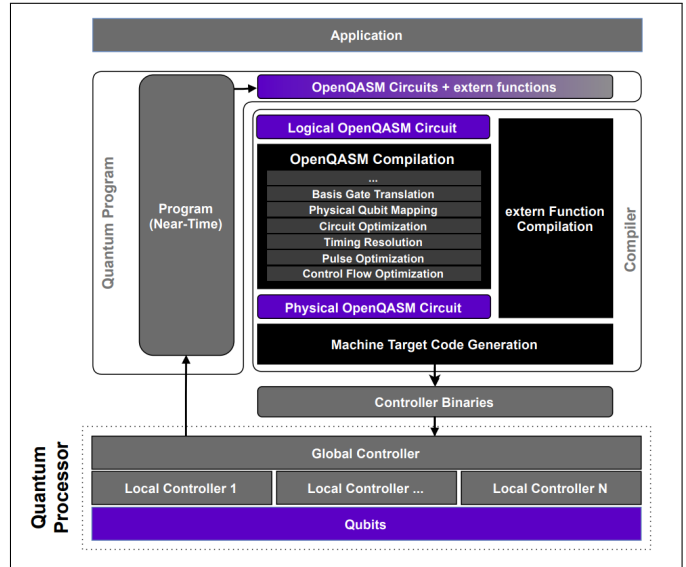 Application
Quantum Program
Program
(Near-Time)
OpenQASM Circuits + extern functions
Logical OpenQASM Circuit
OpenQASM Compilation
...
Basis Gate Translation
Physical Qubit Mapping
Circuit Optimization
Timing Resolution
Pulse Optimization
Control Flow Optimization
Physical OpenQASM Circuit
extern Function
Compilation
Compiler
Machine Target Code Generation
Controller Binaries
Quantum
Processor
Global Controller
Local Controller 1
Local Controller ...
Local Controller N
Qubits